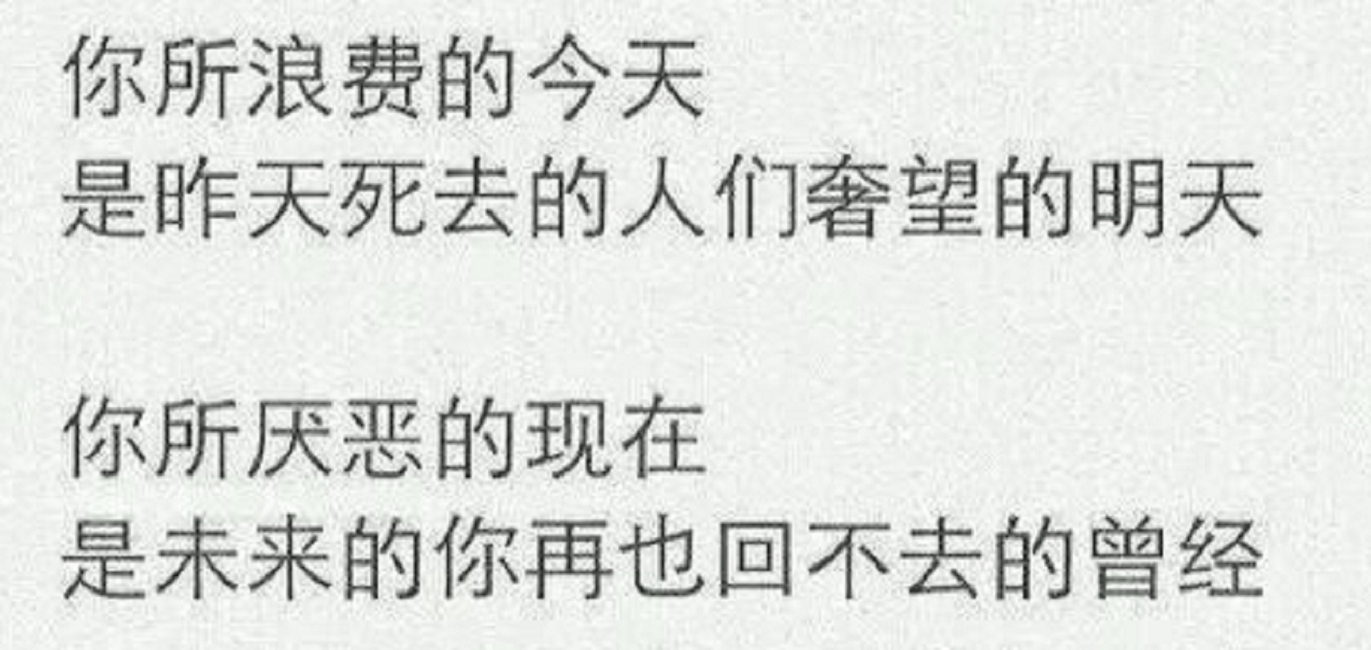 你所浪费的今天
是昨天死去的人们奢望的明天
你所厌恶的现在
是未来的你再也回不去的曾经